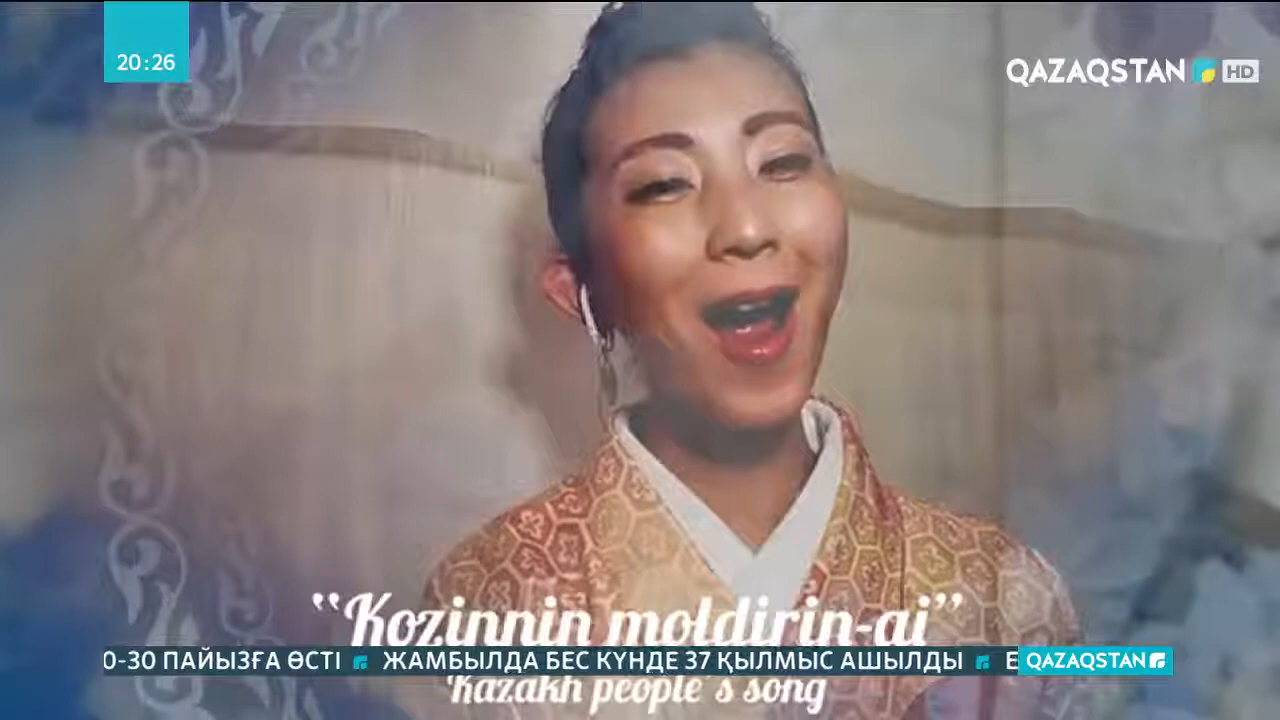 20:26
QAZAQSTAN HD
“Kozinnin moldirin-ai”
0-30 ПАЙЫЗҒА ӨСТІ ЖАМБЫЛДА БЕС КҮНДЕ 37 ҚЫЛМЫС АШЫЛДЫ Е QAZAQSTAN
Kazakh people's song